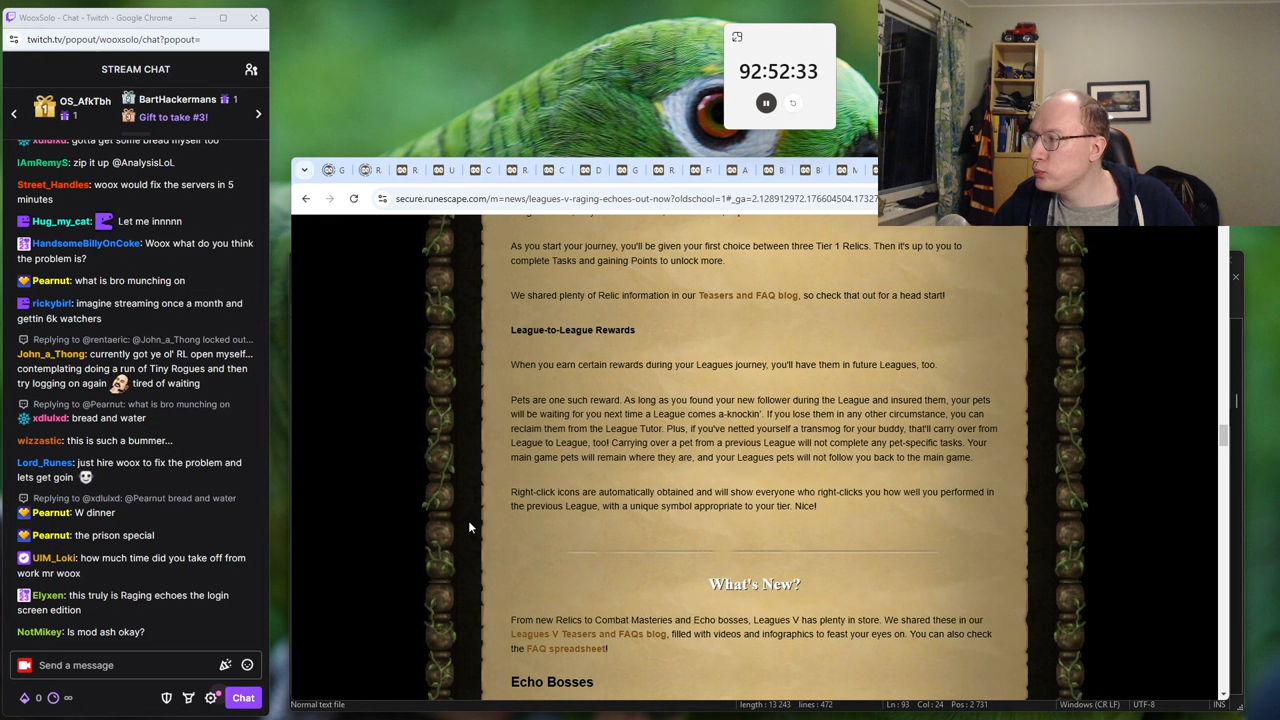 WooxSolo - Chat - Twitch - Google Chrome
twitch.tv/popout/wooxsolo/chat?popout=
STREAM CHAT
OS_AfkTbh
1
BartHackermans 1
Gift to take #3!
xdlulxd: gotta get some bread myself too
IAmRemyS: zip it up @AnalysisLoL
Street_Handles: woox would fix the servers in 5
minutes
Hug_my_cat: Let me innnnn
HandsomeBillyOnCoke: Woox what do you think
the problem is?
Pearnut: what is bro munching on
rickybirl: imagine streaming once a month and
gettin 6k watchers
Replying to @rentaeric: @John_a_Thong locked out...
John_a_Thong: currently got ye ol' RL open myself...
contemplating doing a run of Tiny Rogues and then
try logging on again tired of waiting
Replying to @Pearnut: what is bro munching on
xdlulxd: bread and water
wizzastic: this is such a bummer...
Lord_Runes: just hire woox to fix the problem and
lets get goin
Replying to @xdlulxd: @Pearnut bread and water
Pearnut: W dinner
Pearnut: the prison special
UIM_Loki: how much time did you take off from
work mr woox
Elyxen: this truly is Raging echoes the login
screen edition
NotMikey: Is mod ash okay?
Send a message
0 ∞
Chat
92:52:33
G R R U C R C D G R F A B B M
secure.runescape.com/m=news/leagues-v-raging-echoes-out-now?oldschool=1#_ga=2.128912972.176604504.17327
As you start your journey, you'll be given your first choice between three Tier 1 Relics. Then it's up to you to
complete Tasks and gaining Points to unlock more.
We shared plenty of Relic information in our Teasers and FAQ blog, so check that out for a head start!
League-to-League Rewards
When you earn certain rewards during your Leagues journey, you'll have them in future Leagues, too.
Pets are one such reward. As long as you found your new follower during the League and insured them, your pets
will be waiting for you next time a League comes a-knockin'. If you lose them in any other circumstance, you can
reclaim them from the League Tutor. Plus, if you've netted yourself a transmog for your buddy, that'll carry over from
League to League, too! Carrying over a pet from a previous League will not complete any pet-specific tasks. Your
main game pets will remain where they are, and your Leagues pets will not follow you back to the main game.
Right-click icons are automatically obtained and will show everyone who right-clicks you how well you performed in
the previous League, with a unique symbol appropriate to your tier. Nice!
What's New?
From new Relics to Combat Masteries and Echo bosses, Leagues V has plenty in store. We shared these in our
Leagues V Teasers and FAQs blog, filled with videos and infographics to feast your eyes on. You can also check
the FAQ spreadsheet!
Echo Bosses
Normal text file length : 13 243 lines : 472 Ln : 93 Col : 24 Pos : 2 731 Windows (CR LF) UTF-8 INS